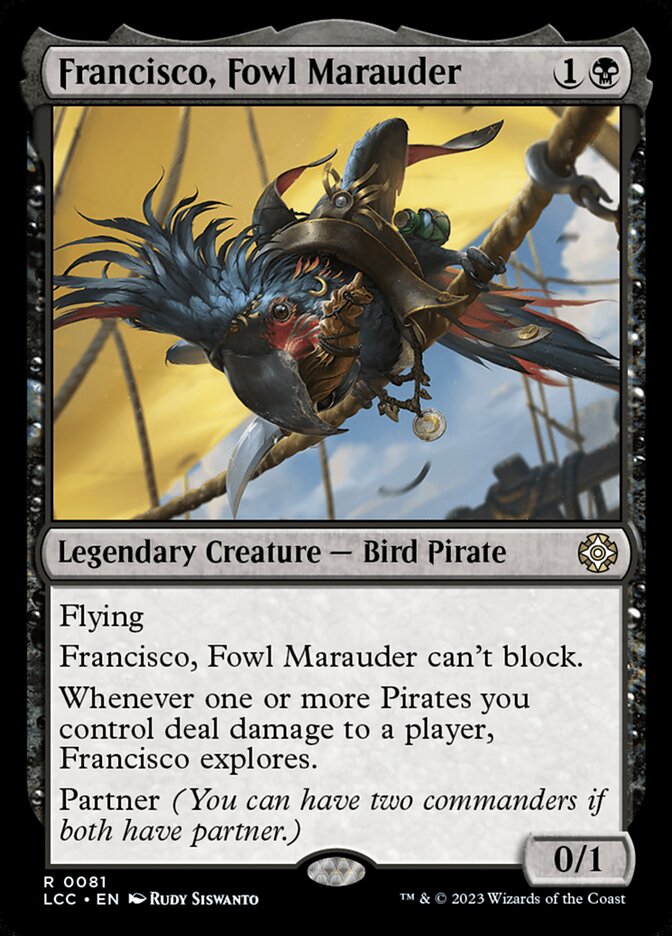 Francisco, Fowl Marauder 1
Legendary Creature — Bird Pirate
Flying
Francisco, Fowl Marauder can't block.
Whenever one or more Pirates you
control deal damage to a player,
Francisco explores.
Partner (You can have two commanders if
both have partner.)
0/1
R 0081
LCC • EN Rudy Siswanto
™ & © 2023 Wizards of the Coast